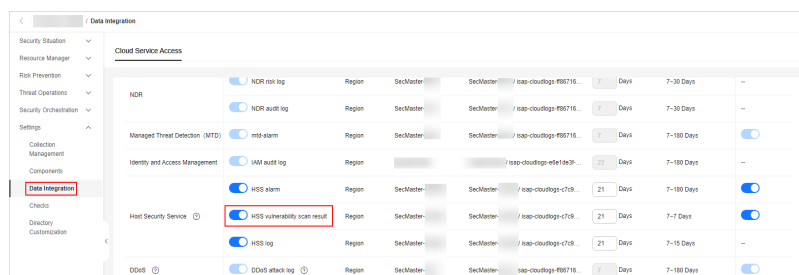 / Data Integration
Security Situation
Resource Manager
Risk Prevention
Threat Operations
Security Orchestration
Settings
Collection
Management
Components
Data Integration
Checks
Directory
Customization
Cloud Service Access
NDR
NDR risk log Region SecMaster- SecMaster- / isap-cloudlogs-ff86716... 7 Days 7~30 Days --
NDR audit log Region SecMaster- SecMaster- / isap-cloudlogs-ff86716... 7 Days 7~30 Days --
Managed Threat Detection (MTD) mtd-alarm Region SecMaster- SecMaster- / isap-cloudlogs-ff86716... 7 Days 7~180 Days
Identity and Access Management IAM audit log Region / isap-cloudlogs-e6e1de3f-... 22 Days 7~180 Days --
HSS alarm Region SecMaster- SecMaster- / isap-cloudlogs-c7c9... 21 Days 7~180 Days
Host Security Service HSS vulnerability scan result Region SecMaster- SecMaster- / isap-cloudlogs-c7c9... 21 Days 7~7 Days
HSS log Region SecMaster- SecMaster- / isap-cloudlogs-c7c9... 21 Days 7~15 Days --
DDoS DDoS attack log Region SecMaster- SecMaster- sap-cloudlogs-ff86716... 7 Days 7~180 Days